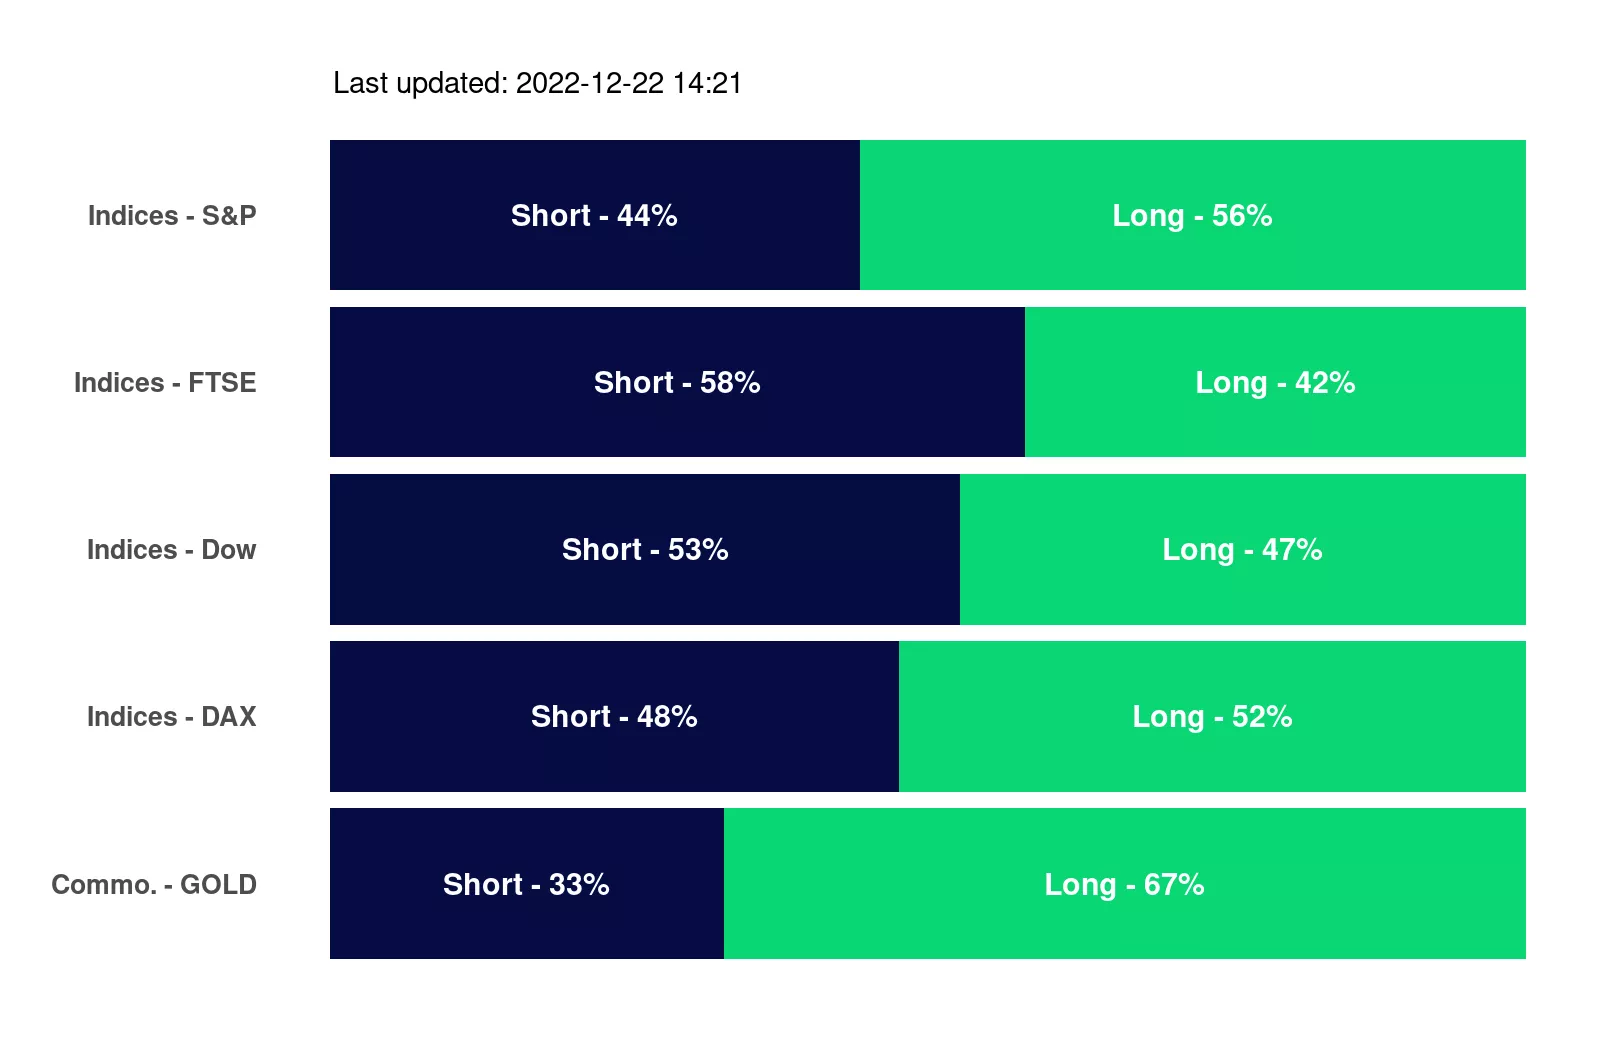 Last updated: 2022-12-22 14:21
Indices - S&P Short - 44% Long - 56%
Indices - FTSE Short - 58% Long - 42%
Indices - Dow Short - 53% Long - 47%
Indices - DAX Short - 48% Long - 52%
Commo. - GOLD Short - 33% Long - 67%